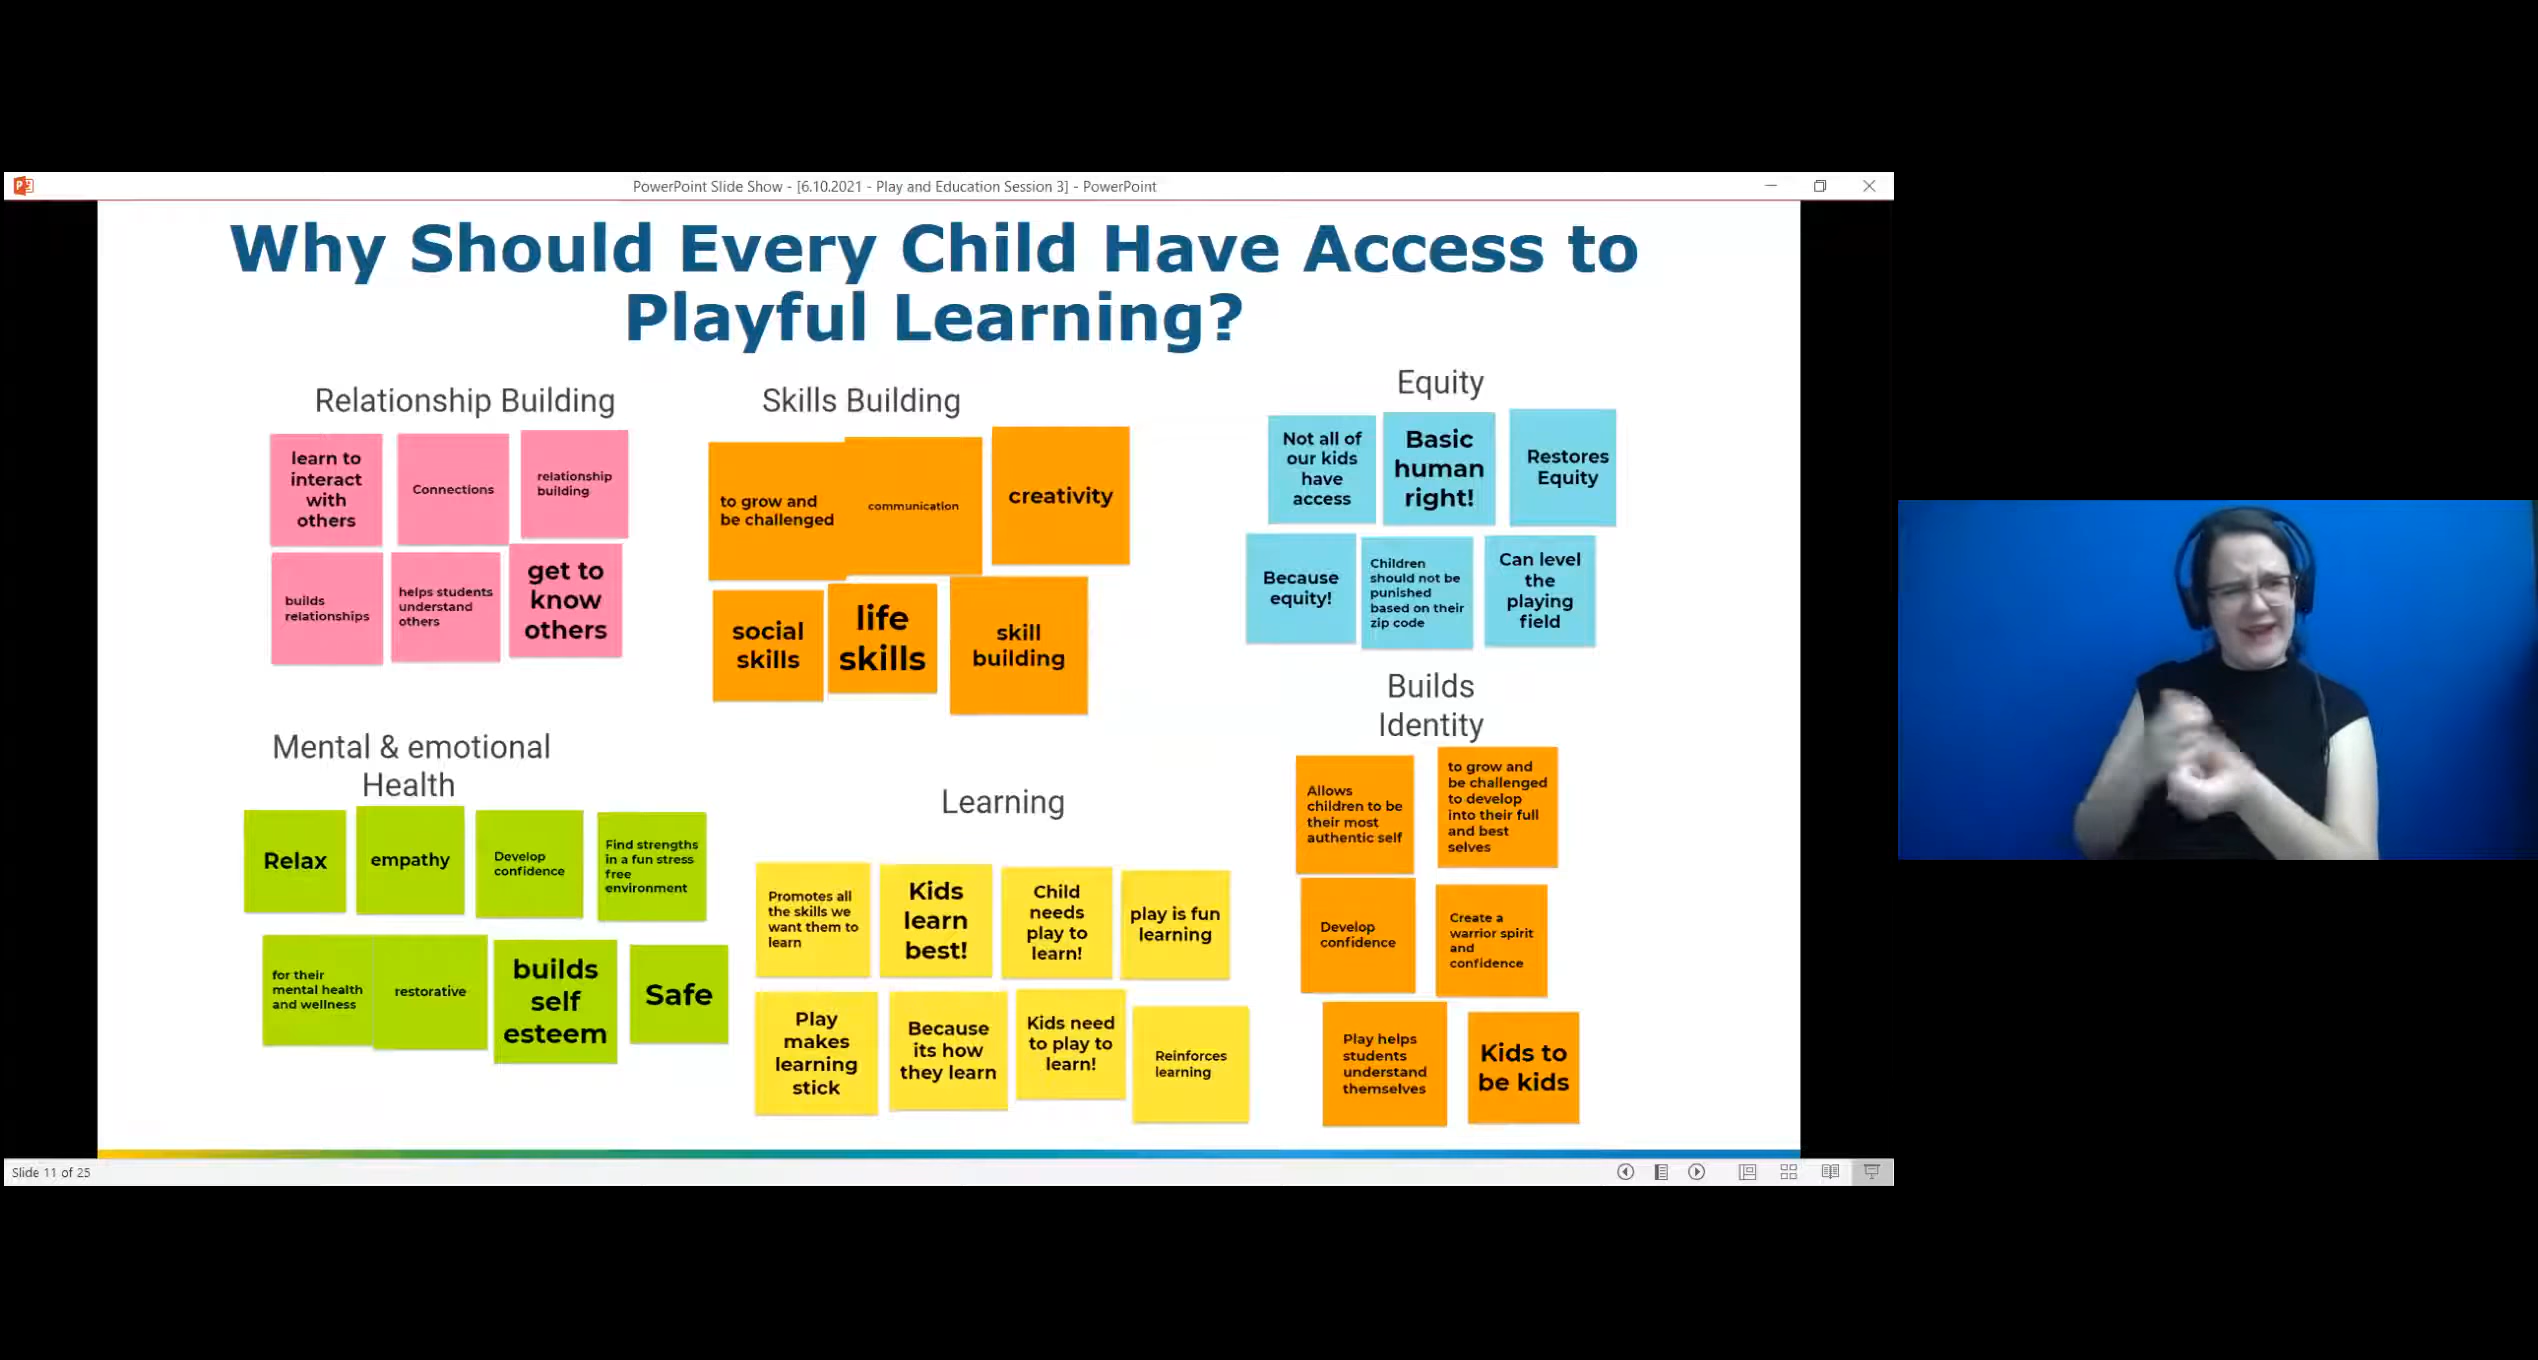 PowerPoint Slide Show - [6.10.2021 - Play and Education Session 3] - PowerPoint
Why Should Every Child Have Access to
Playful Learning?
Relationship Building
learn to
interact
with
others
Connections
relationship
building
builds
relationships
helps students
understand
others
get to
know
others
Skills Building
to grow and
be challenged
communication
creativity
social
skills
life
skills
skill
building
Equity
Not all of
our kids
have
access
Basic
human
right!
Restores
Equity
Because
equity!
Children
should not be
punished
based on their
zip code
Can level
the
playing
field
Mental & emotional
Health
Relax
empathy
Develop
confidence
Find strengths
in a fun stress
free
environment
for their
mental health
and wellness
restorative
builds
self
esteem
Safe
Learning
Promotes all
the skills we
want them to
learn
Kids
learn
best!
Child
needs
play to
learn!
play is fun
learning
Play
makes
learning
stick
Because
its how
they learn
Kids need
to play to
learn!
Reinforces
learning
Builds
Identity
Allows
children to be
their most
authentic self
to grow and
be challenged
to develop
into their full
and best
selves
Develop
confidence
Create a
warrior spirit
and
confidence
Play helps
students
understand
themselves
Kids to
be kids
Slide 11 of 25